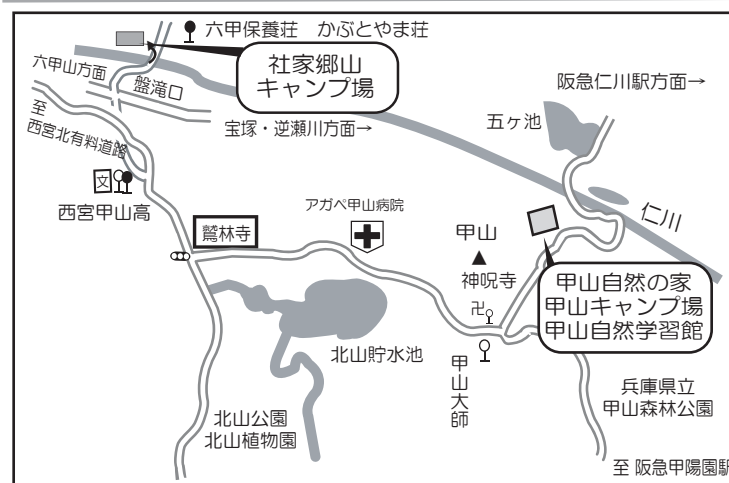 六甲保養荘 かぶとやま荘
社家郷山
キャンプ場
六甲山方面
盤滝口
至
西宮北有料道路
宝塚・逆瀬川方面→
阪急仁川駅方面→
五ヶ池
仁川
文
西宮甲山高
鷲林寺
アガペ甲山病院
甲山
神呪寺
卍
甲山自然の家
甲山キャンプ場
甲山自然学習館
北山貯水池
甲山大師
北山公園
北山植物園
兵庫県立
甲山森林公園
至 阪急甲陽園駅